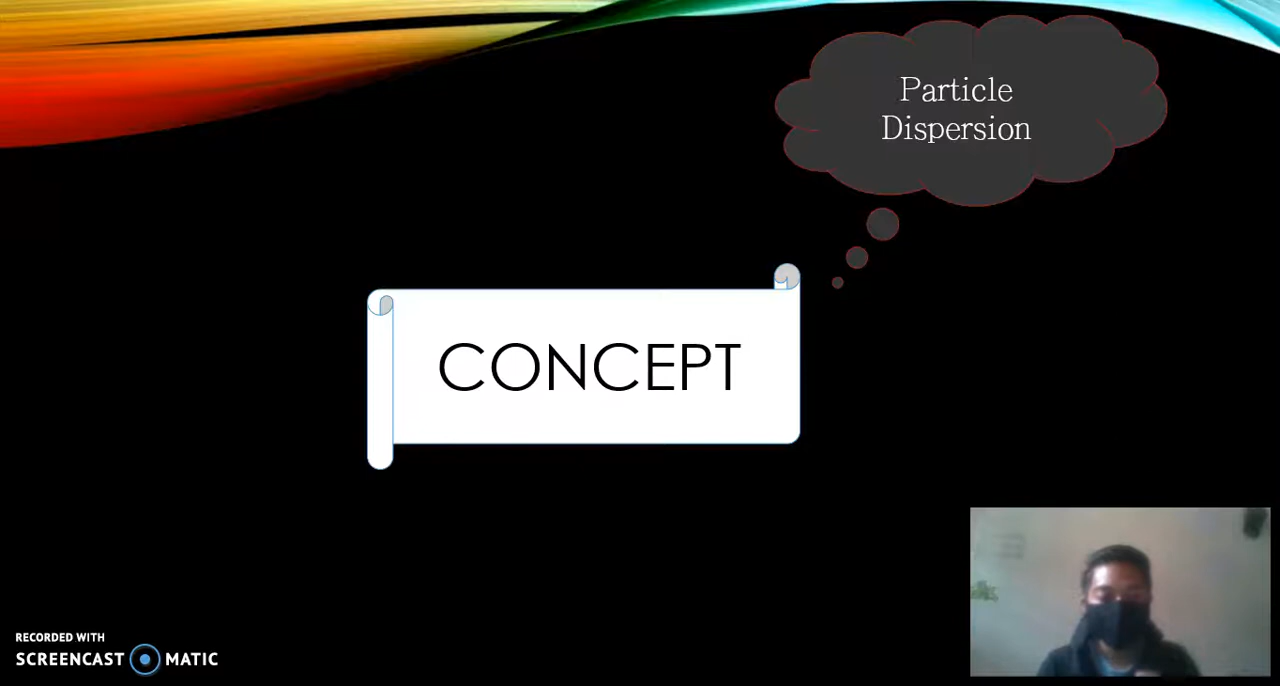 Particle
Dispersion
CONCEPT
RECORDED WITH
SCREENCAST MATIC